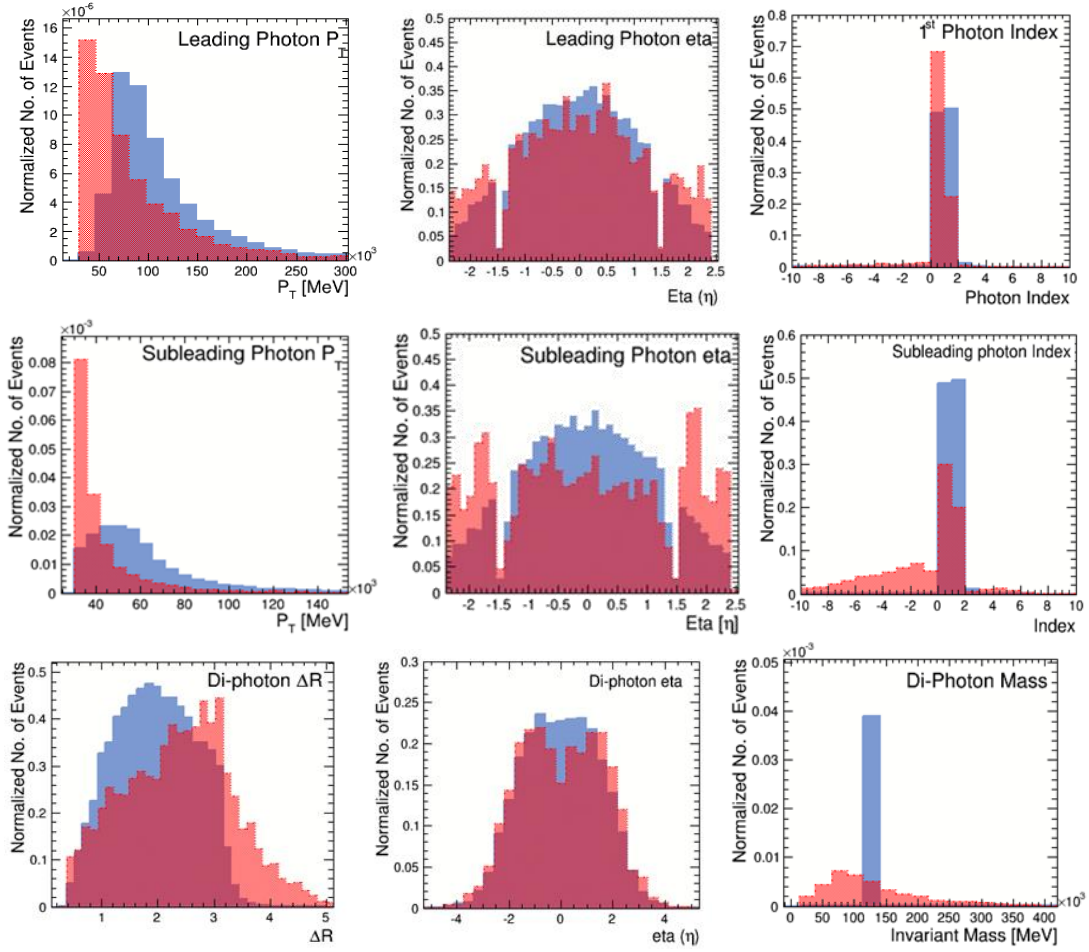 ×10⁻⁶
Leading Photon P_T
Normalized No. of Events
16
14
12
10
8
6
4
2
0
50 100 150 200 250 300
×10³
P_T [MeV]
Leading Photon eta
Normalized No. of Events
0.5
0.45
0.4
0.35
0.3
0.25
0.2
0.15
0.1
0.05
0
-2 -1.5 -1 -0.5 0 0.5 1 1.5 2 2.5
Eta (η)
1st Photon Index
Normalized No. of Events
0.8
0.7
0.6
0.5
0.4
0.3
0.2
0.1
0
-10 -8 -6 -4 -2 0 2 4 6 8 10
Photon Index
×10⁻³
Subleading Photon P_T
Normalized No. of Events
0.08
0.07
0.06
0.05
0.04
0.03
0.02
0.01
0
40 60 80 100 120 140
×10³
P_T [MeV]
Subleading Photon eta
Normalized No. of Events
0.5
0.45
0.4
0.35
0.3
0.25
0.2
0.15
0.1
0.05
0
-2 -1.5 -1 -0.5 0 0.5 1 1.5 2 2.5
Eta [η]
Subleading photon Index
Normalized No. of Evetns
0.6
0.5
0.4
0.3
0.2
0.1
0
-10 -8 -6 -4 -2 0 2 4 6 8 10
Index
Di-photon ΔR
Normalized No. of Events
0.5
0.4
0.3
0.2
0.1
0
1 2 3 4 5
ΔR
Di-photon eta
Normalized No. of Events
0.3
0.25
0.2
0.15
0.1
0.05
0
-4 -2 0 2 4
eta (η)
×10⁻³
Di-Photon Mass
Normalized No. of Events
0.05
0.04
0.03
0.02
0.01
0
0 50 100 150 200 250 300 350 400
×10³
Invariant Mass [MeV]